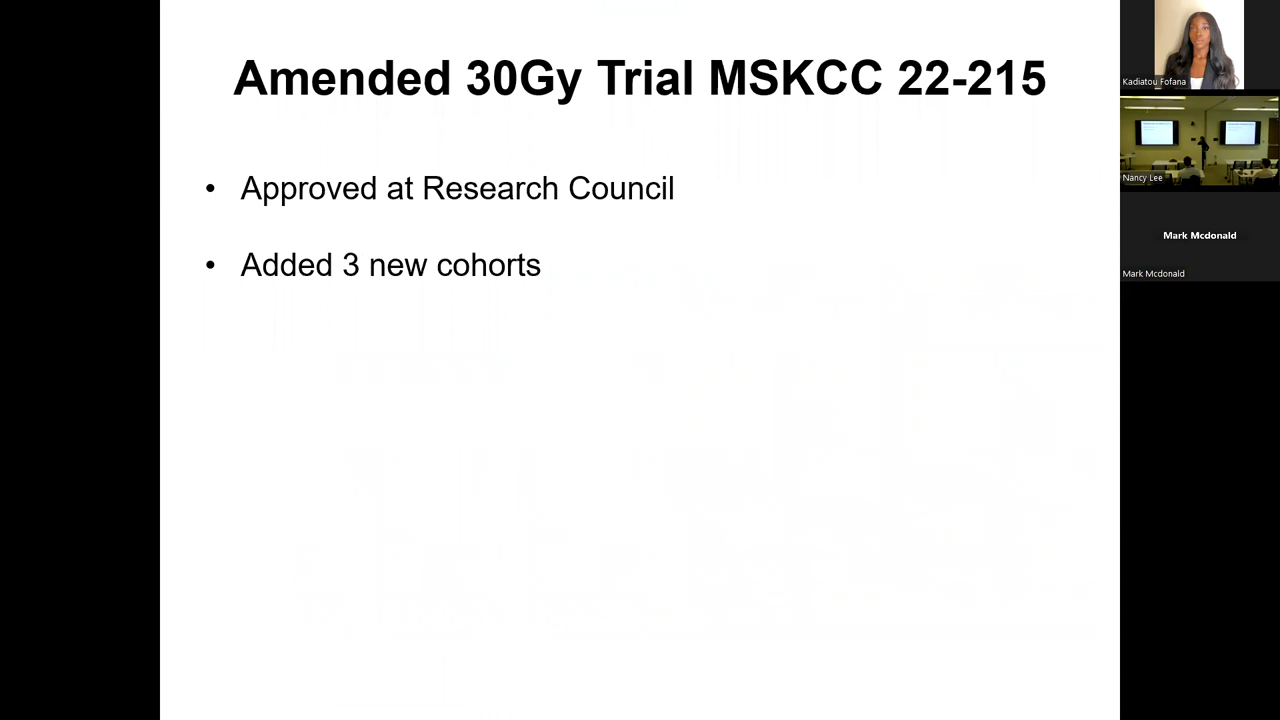 Amended 30Gy Trial MSKCC 22-215
• Approved at Research Council
• Added 3 new cohorts
Kadiatou Fofana
Nancy Lee
Mark Mcdonald
Mark Mcdonald